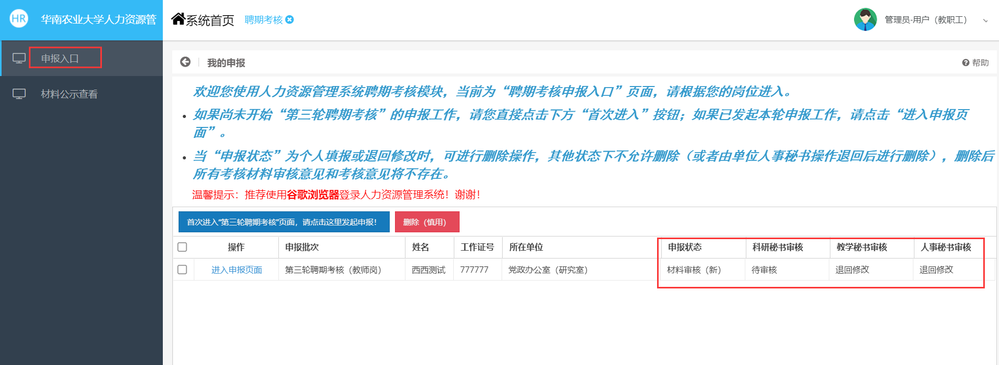 HR 华南农业大学人力资源管
系统首页 聘期考核
管理员-用户（教职工）
申报入口
材料公示查看
我的申报
帮助
欢迎您使用人力资源管理系统聘期考核模块，当前为“聘期考核申报入口”页面，请根据您的岗位进入。
• 如果尚未开始“第三轮聘期考核”的申报工作，请您直接点击下方“首次进入”按钮；如果已发起本轮申报工作，请点击“进入申报页
面”。
• 当“申报状态”为个人填报或退回修改时，可进行删除操作，其他状态下不允许删除（或者由单位人事秘书操作退回后进行删除），删除后
所有考核材料审核意见和考核意见将不存在。
温馨提示：推荐使用谷歌浏览器登录人力资源管理系统！谢谢！
首次进入“第三轮聘期考核”页面，请点击这里发起申报！ 删除（慎用）
操作 申报批次 姓名 工作证号 所在单位 申报状态 科研秘书审核 教学秘书审核 人事秘书审核
进入申报页面 第三轮聘期考核（教师岗） 西西测试 777777 党政办公室（研究室） 材料审核（新） 待审核 退回修改 退回修改